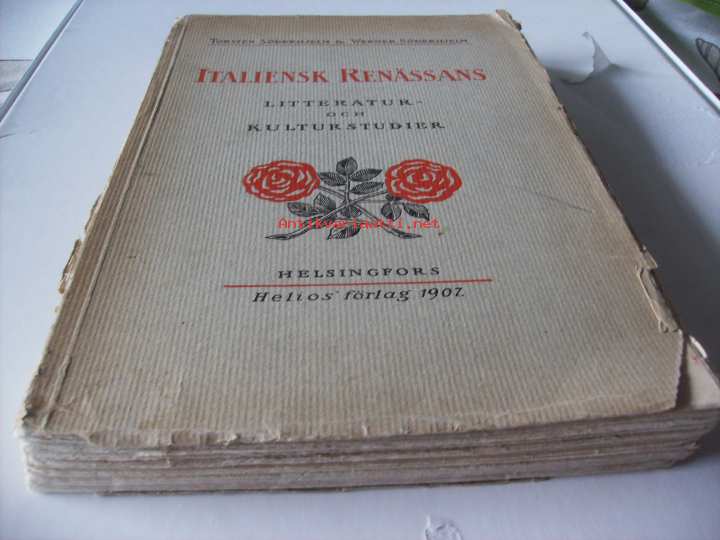 TORSTEN SÖDERHJELM & WERNER SÖDERHJELM
ITALIENSK RENÄSSANS
LITTERATUR-
OCH
KULTURSTUDIER
Antikvariaatti.net
HELSINGFORS
Helios' förlag 1907.